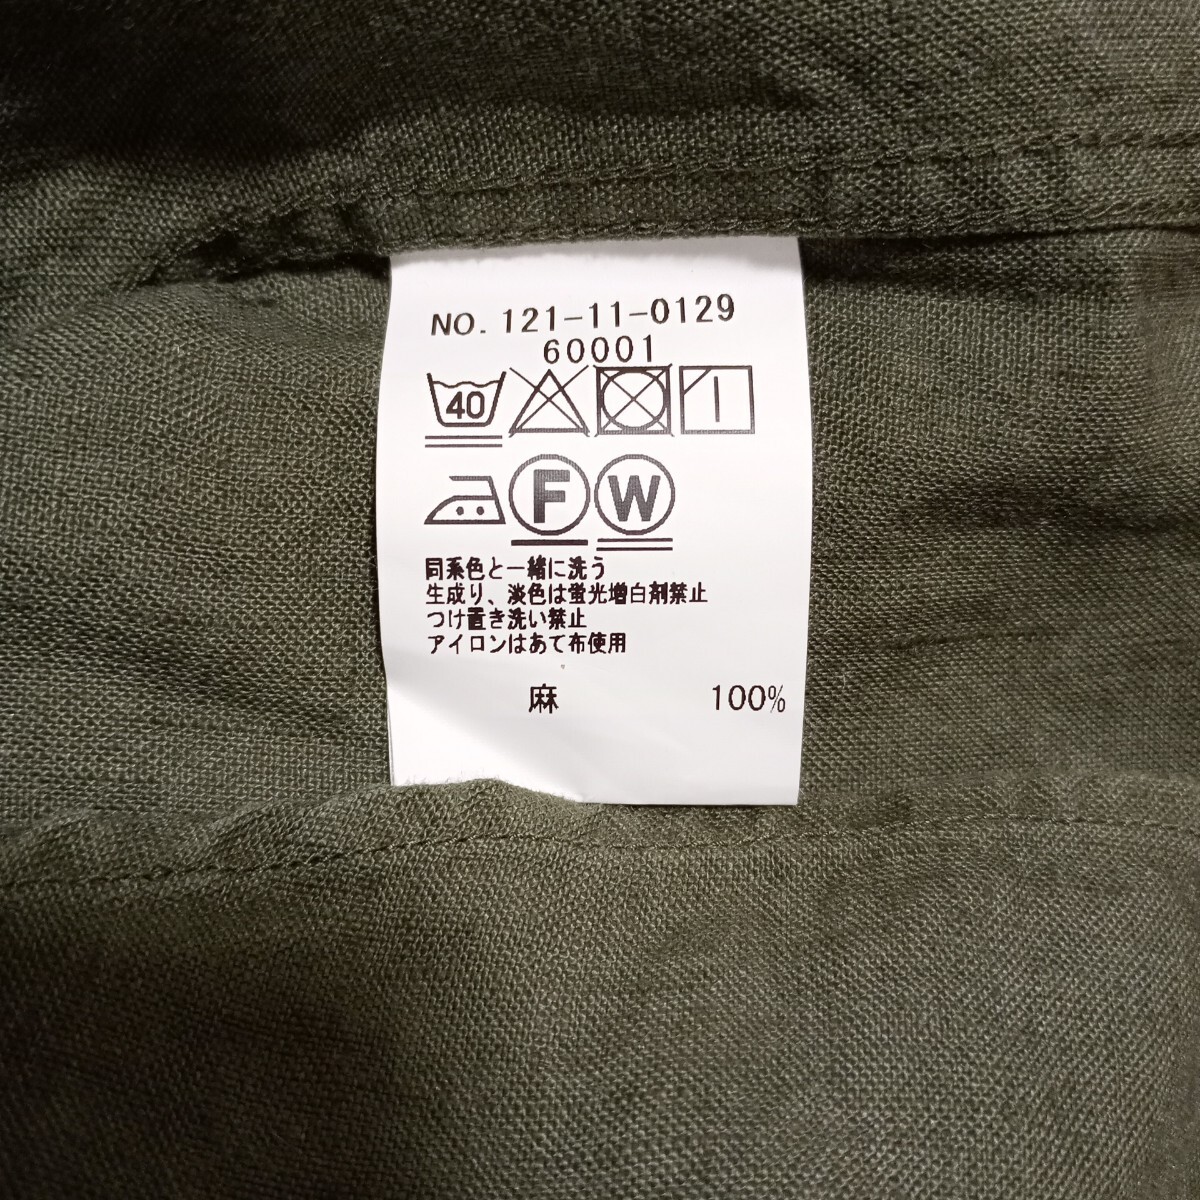 NO. 121-11-0129
60001
40
F W
同系色と一緒に洗う
生成り、淡色は蛍光増白剤禁止
つけ置き洗い禁止
アイロンはあて布使用
麻 100%